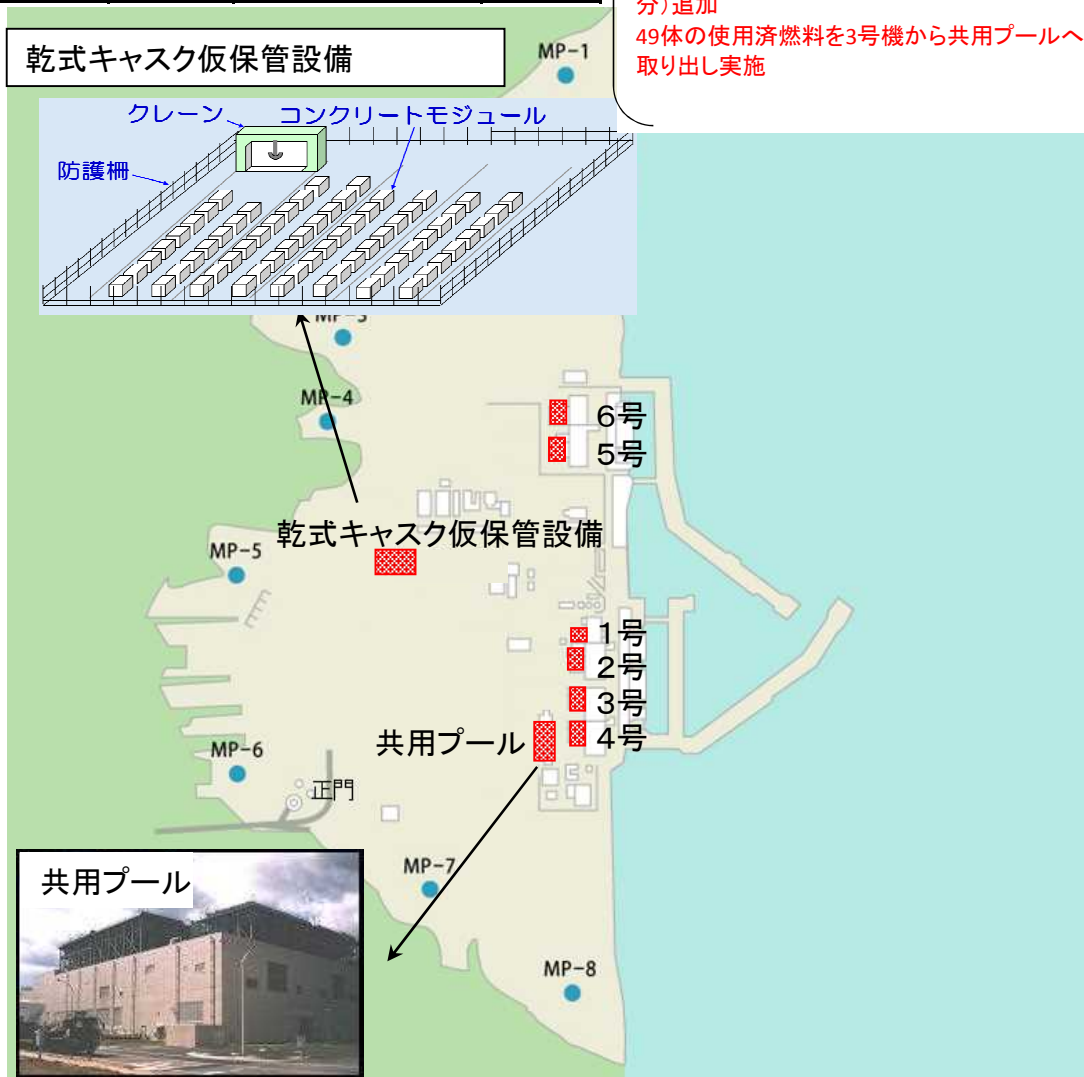 分)追加
49体の使用済燃料を3号機から共用プールへ
取り出し実施
乾式キャスク仮保管設備
MP-1
クレーン
コンクリートモジュール
防護柵
MP-3
MP-4
6号
5号
乾式キャスク仮保管設備
MP-5
1号
2号
3号
共用プール
4号
MP-6
正門
MP-7
共用プール
MP-8